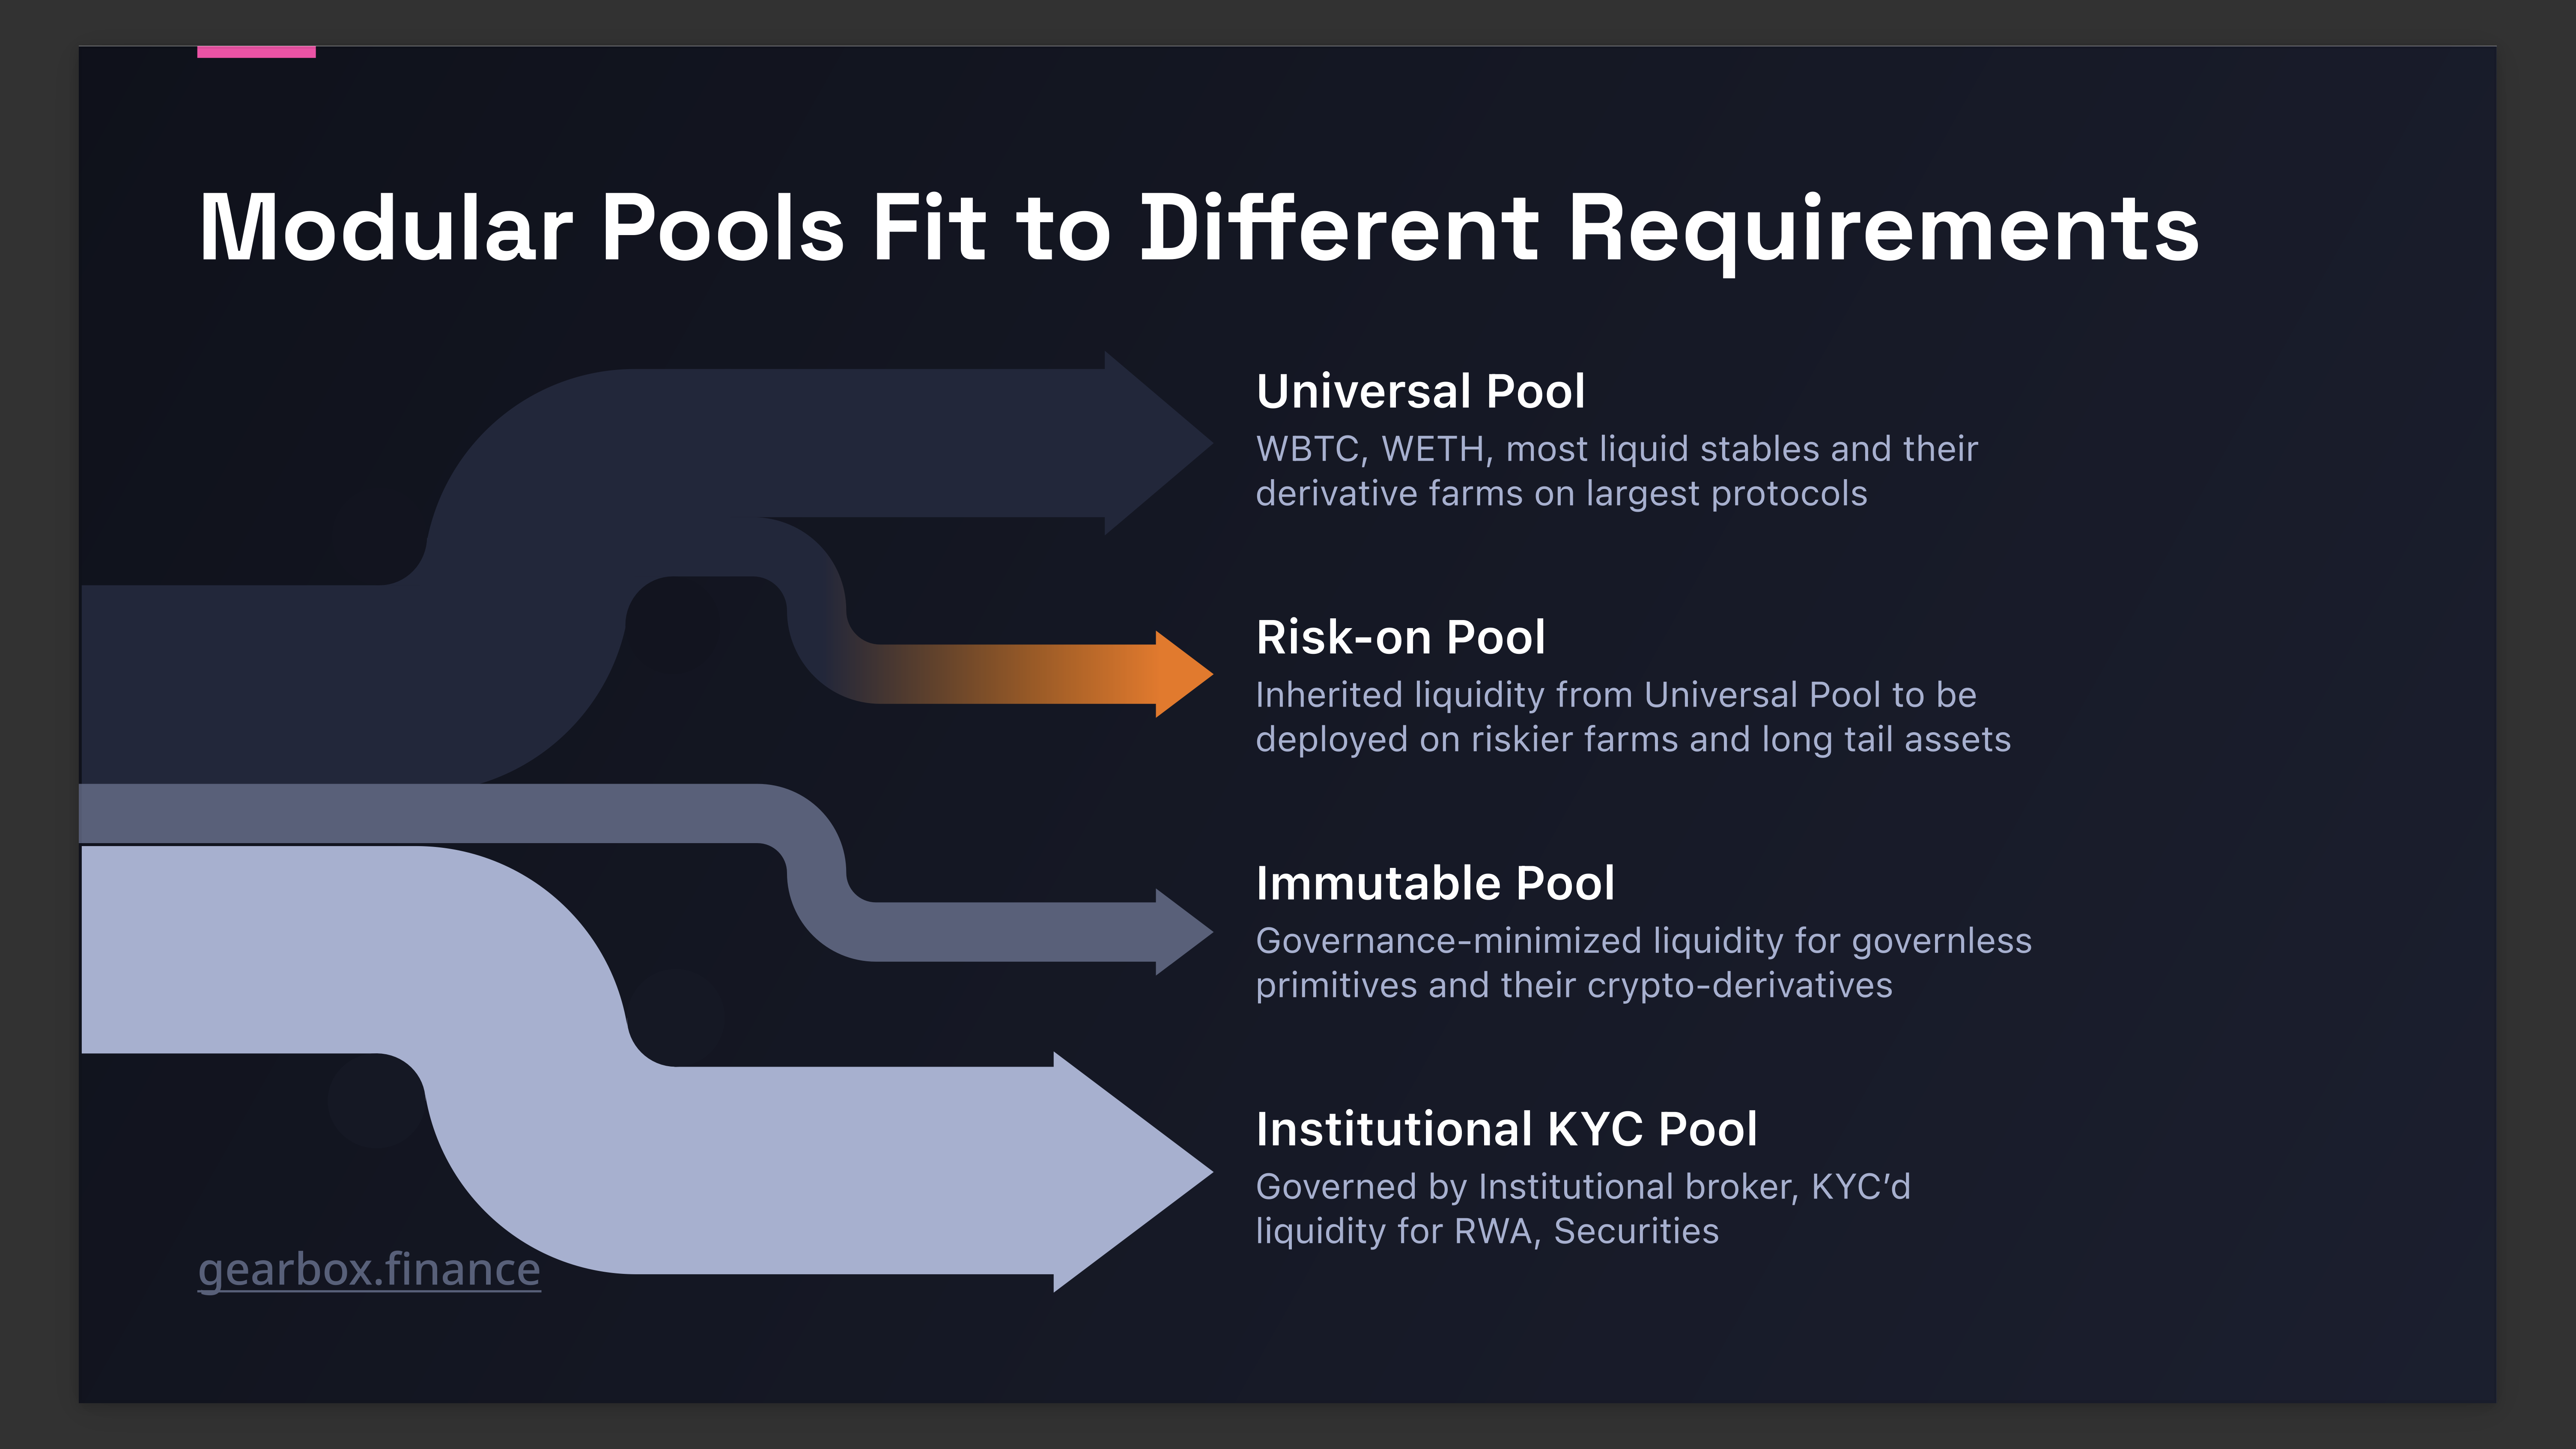 Modular Pools Fit to Different Requirements
Universal Pool
WBTC, WETH, most liquid stables and their
derivative farms on largest protocols
Risk-on Pool
Inherited liquidity from Universal Pool to be
deployed on riskier farms and long tail assets
Immutable Pool
Governance-minimized liquidity for governless
primitives and their crypto-derivatives
Institutional KYC Pool
Governed by Institutional broker, KYC’d
liquidity for RWA, Securities
gearbox.finance